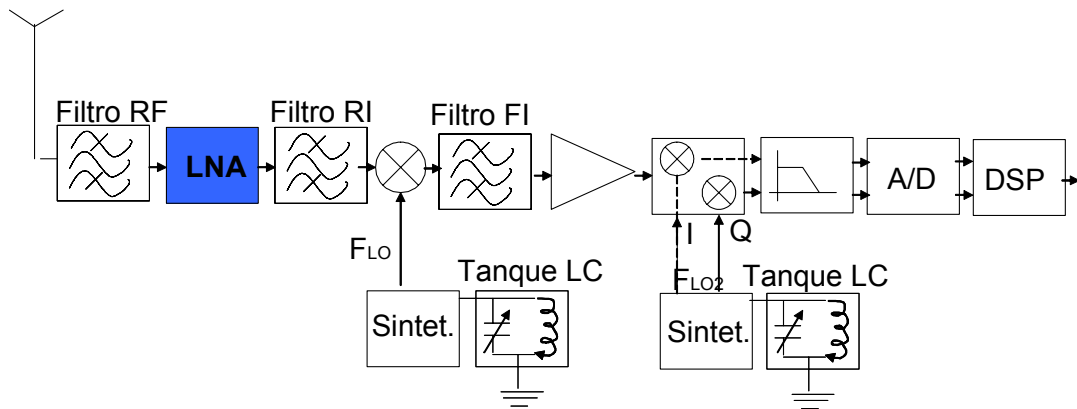 Filtro RF
Filtro RI
Filtro FI
LNA
A/D
DSP
I
Q
FLO
FLO2
Tanque LC
Tanque LC
Sintet.
Sintet.